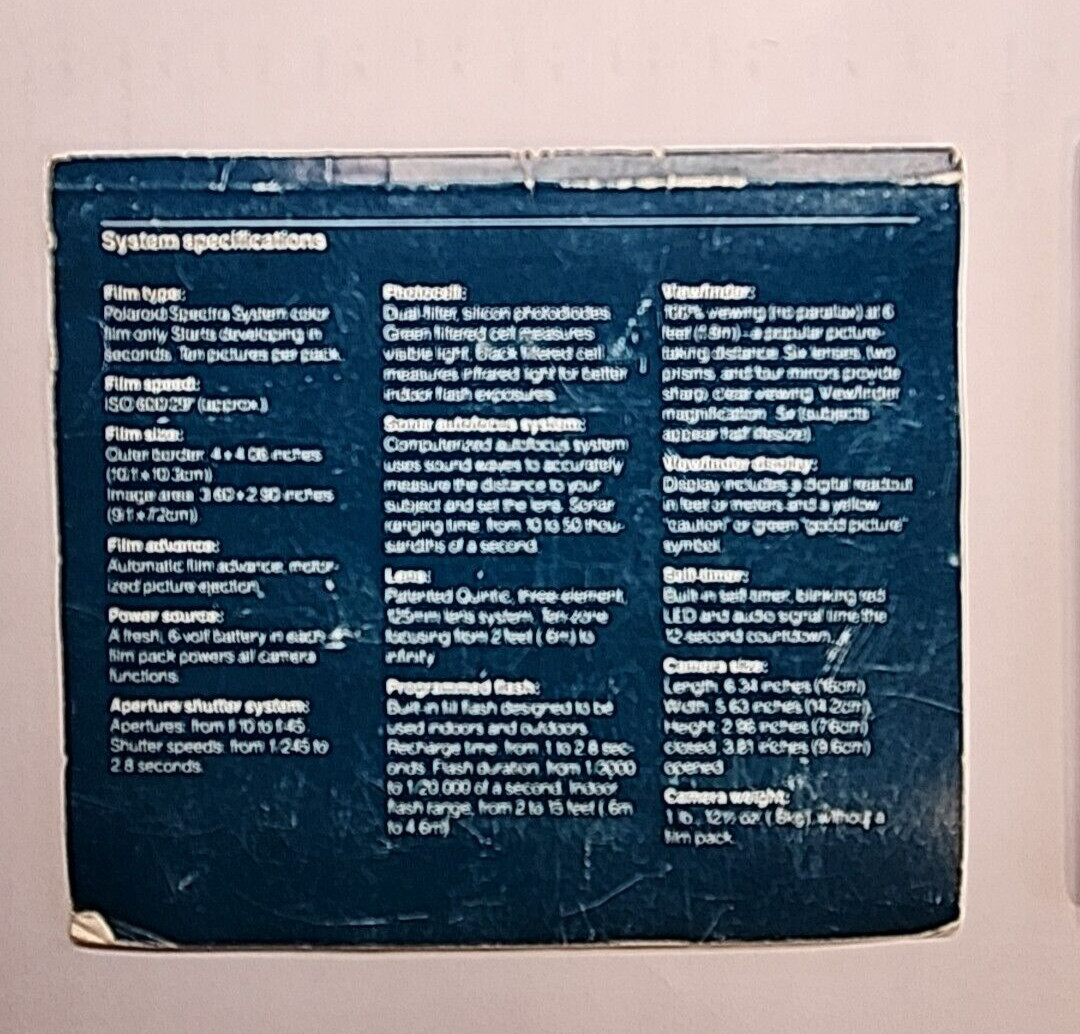 System specifications
Film type:
Polaroid Spectra System color
film only. Starts developing in
seconds. Ten pictures per pack.
Film speed:
ISO 600/29° (approx.)
Film size:
Outer border: 4 × 4.06 inches
(10.1 × 10.3cm)
Image area: 3.60 × 2.90 inches
(9.1 × 7.2cm)
Film advance:
Automatic film advance, motor-
ized picture ejection.
Power source:
A fresh, 6 volt battery in each
film pack powers all camera
functions.
Aperture shutter system:
Apertures: from f/10 to f/45.
Shutter speeds: from 1/245 to
2.8 seconds.
Photocell:
Dual-filter, silicon photodiodes.
Green filtered cell measures
visible light, black filtered cell
measures infrared light for better
indoor flash exposures.
Sonar autofocus system:
Computerized autofocus system
uses sound waves to accurately
measure the distance to your
subject and set the lens. Sonar
ranging time, from 10 to 50 thou-
sandths of a second.
Lens:
Patented Quintic, three-element,
125mm lens system. Ten-zone
focusing from 2 feet (.6m) to
infinity.
Programmed flash:
Built-in fill flash designed to be
used indoors and outdoors.
Recharge time, from .1 to 2.8 sec-
onds. Flash duration, from 1/3000
to 1/20,000 of a second. Indoor
flash range, from 2 to 15 feet (.6m
to 4.6m)
Viewfinder:
100% viewing (no parallax) at 6
feet (1.8m)—a popular picture-
taking distance. Six lenses, two
prisms, and four mirrors provide
sharp, clear viewing. Viewfinder
magnification: .5x (subjects
appear half lifesize).
Viewfinder display:
Display includes a digital readout
in feet or meters and a yellow
"caution" or green "good picture"
symbol.
Self-timer:
Built-in self-timer, blinking red
LED and audio signal time the
12-second countdown.
Camera size:
Length: 6.34 inches (16cm)
Width: 5.63 inches (14.2cm)
Height: 2.96 inches (7.6cm)
closed, 3.81 inches (9.6cm)
opened
Camera weight:
1 lb., 12½ oz. (.8kg), without a
film pack.